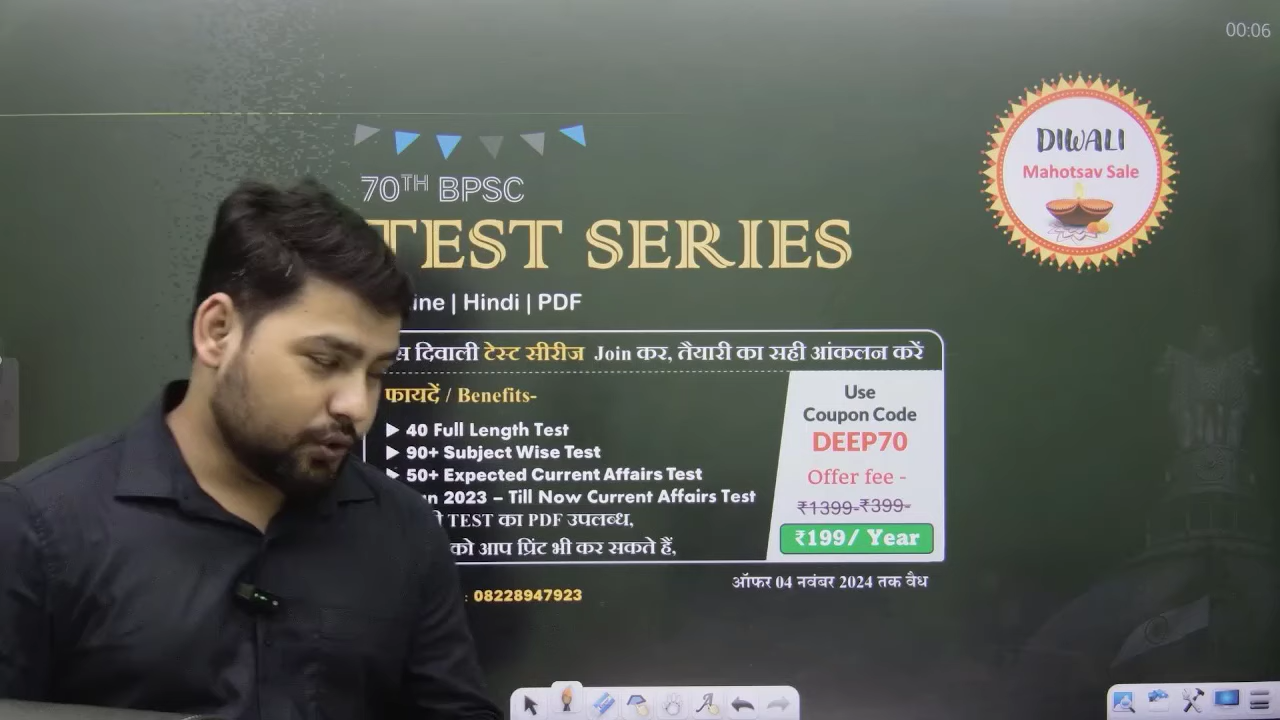 00:06
DIWALI
Mahotsav Sale
70TH BPSC
TEST SERIES
| Hindi | PDF
दिवाली टेस्ट सीरीज Join कर, तैयारी का सही आंकलन करें
फायदें / Benefits-
▶ 40 Full Length Test
▶ 90+ Subject Wise Test
▶ 50+ Expected Current Affairs Test
2023 – Till Now Current Affairs Test
TEST का PDF उपलब्ध,
को आप प्रिंट भी कर सकते हैं,
Use
Coupon Code
DEEP70
Offer fee -
₹1399 ₹399
₹199/ Year
ऑफर 04 नवंबर 2024 तक वैध
: 08228947923